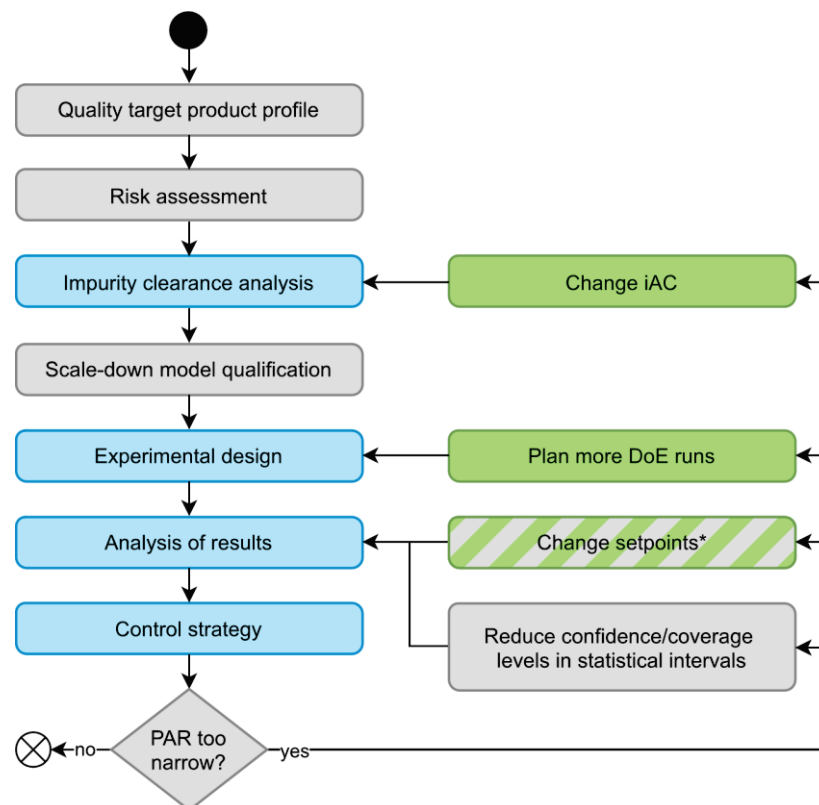 Quality target product profile
Risk assessment
Impurity clearance analysis
Change iAC
Scale-down model qualification
Experimental design
Plan more DoE runs
Analysis of results
Change setpoints*
Control strategy
Reduce confidence/coverage
levels in statistical intervals
PAR too
narrow?
no
yes